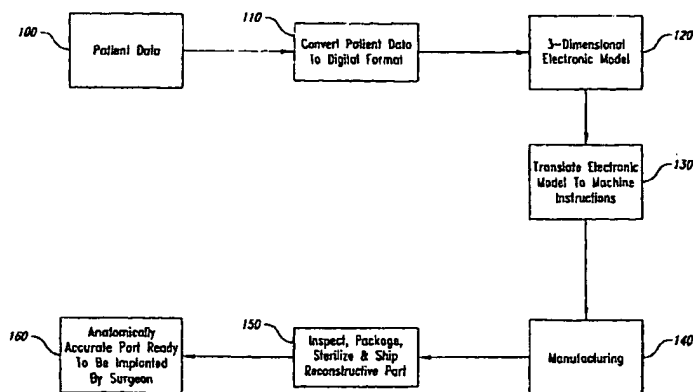 100
Patient Data
110
Convert Patient Data
To Digital Format
120
3-Dimensional
Electronic Model
130
Translate Electronic
Model To Machine
Instructions
140
Manufacturing
150
Inspect, Package,
Sterilize & Ship
Reconstructive Part
160
Anatomically
Accurate Part Ready
To Be Implanted
By Surgeon